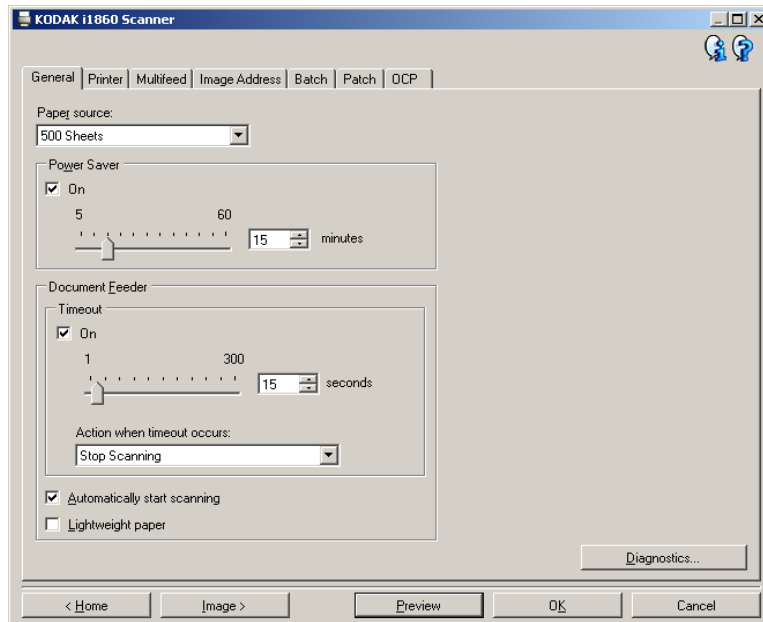 KODAK i1860 Scanner
General Printer Multifeed Image Address Batch Patch OCP
Paper source:
500 Sheets
Power Saver
On
5 60
15 minutes
Document Feeder
Timeout
On
1 300
15 seconds
Action when timeout occurs:
Stop Scanning
Automatically start scanning
Lightweight paper
Diagnostics...
< Home Image > Preview OK Cancel